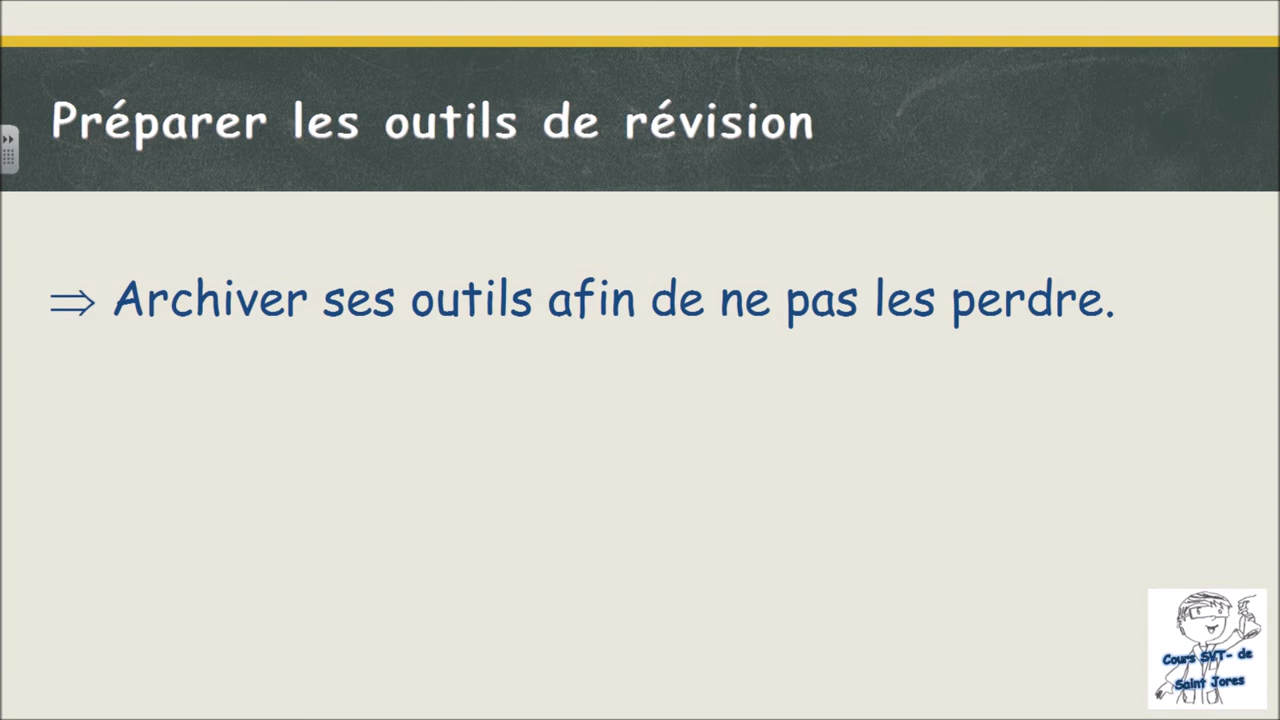 Préparer les outils de révision
⇒ Archiver ses outils afin de ne pas les perdre.
Cours SVT- de
Saint Jores